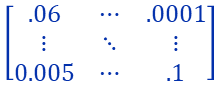 .06 ⋯ .0001
⋮ ⋱ ⋮
0.005 ⋯ .1